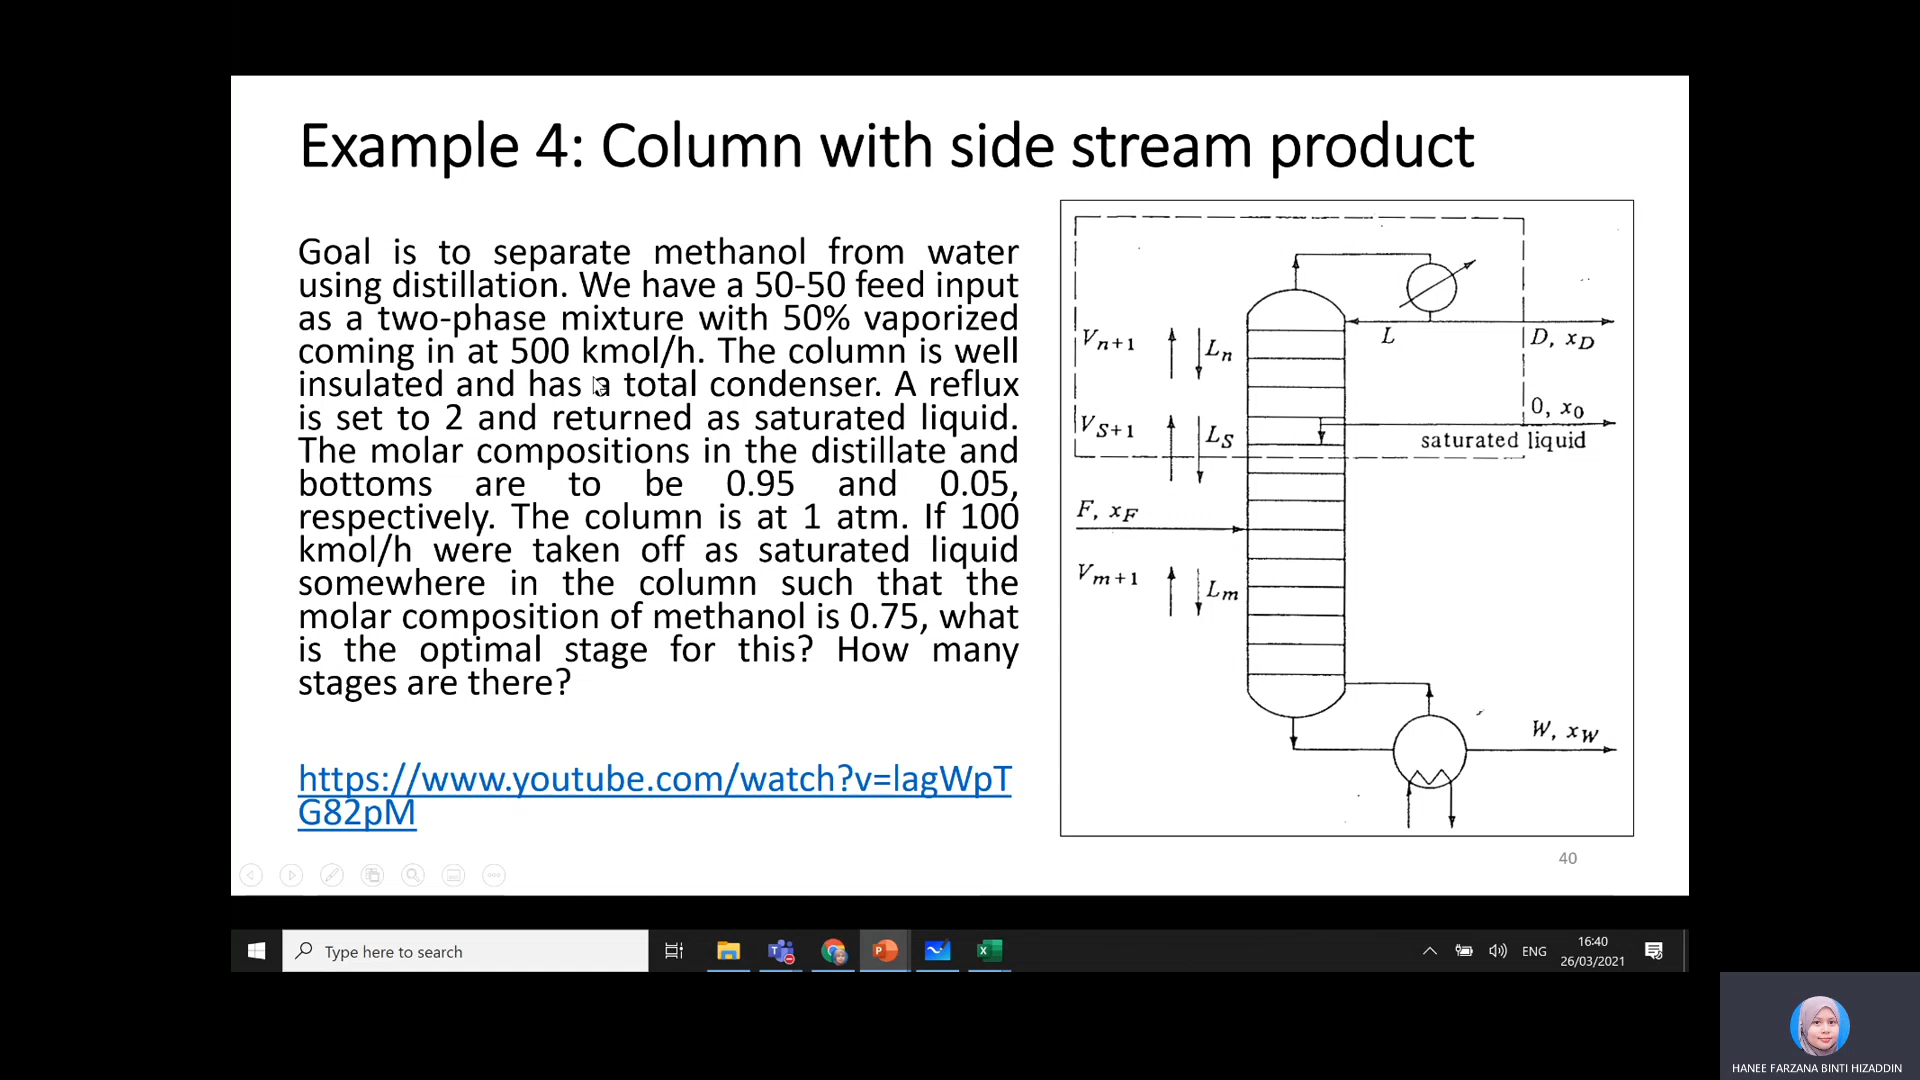 Example 4: Column with side stream product
Goal is to separate methanol from water
using distillation. We have a 50-50 feed input
as a two-phase mixture with 50% vaporized
coming in at 500 kmol/h. The column is well
insulated and has a total condenser. A reflux
is set to 2 and returned as saturated liquid.
The molar compositions in the distillate and
bottoms are to be 0.95 and 0.05,
respectively. The column is at 1 atm. If 100
kmol/h were taken off as saturated liquid
somewhere in the column such that the
molar composition of methanol is 0.75, what
is the optimal stage for this? How many
stages are there?
https://www.youtube.com/watch?v=lagWpT
G82pM
Vn+1
Ln
L
D, xD
VS+1
LS
O, xO
saturated liquid
F, xF
Vm+1
Lm
W, xW
40
Type here to search
ENG
16:40
26/03/2021
HANEE FARZANA BINTI HIZADDIN